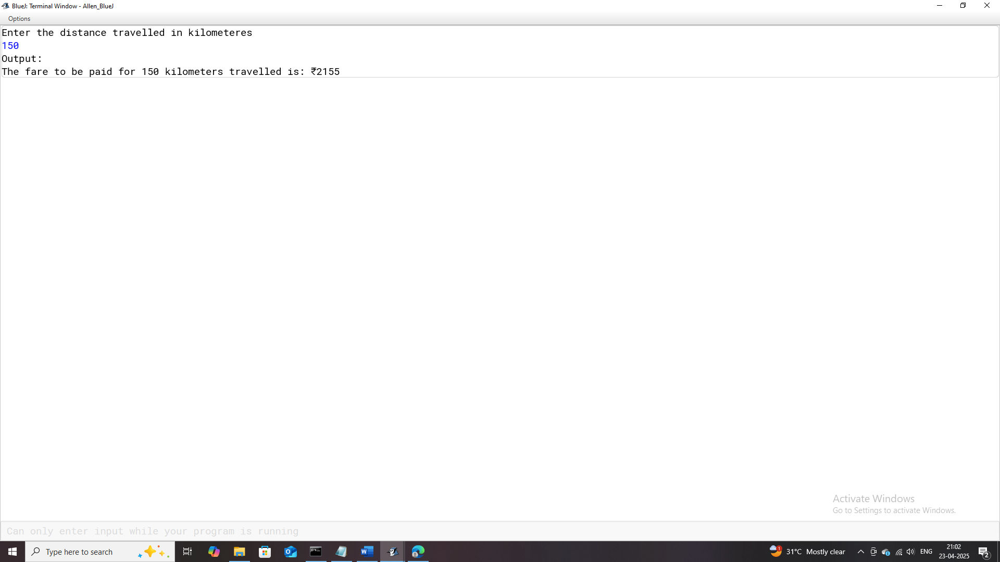 BlueJ: Terminal Window - Allen_BlueJ
Options
Enter the distance travelled in kilometeres
150
Output:
The fare to be paid for 150 kilometers travelled is: ₹2155
Activate Windows
Go to Settings to activate Windows.
Can only enter input while your program is running
Type here to search
1
31°C Mostly clear
ENG
21:02
23-04-2025
2